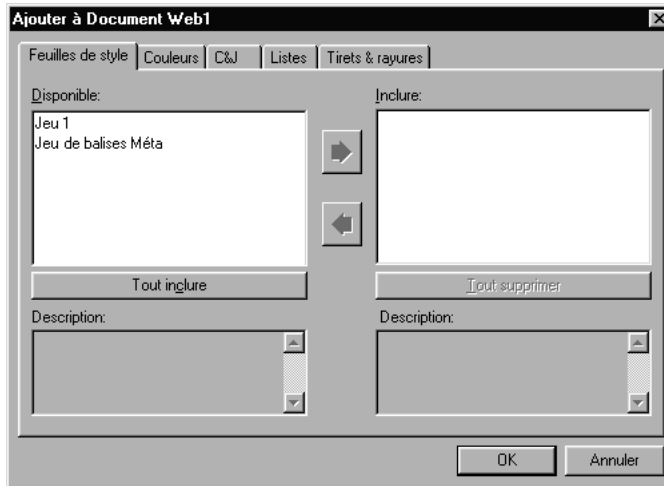 Ajouter à Document Web1
Feuilles de style Couleurs C&J Listes Tirets & rayures
Disponible: Inclure:
Jeu 1
Jeu de balises Méta
Tout inclure Tout supprimer
Description: Description:
OK Annuler